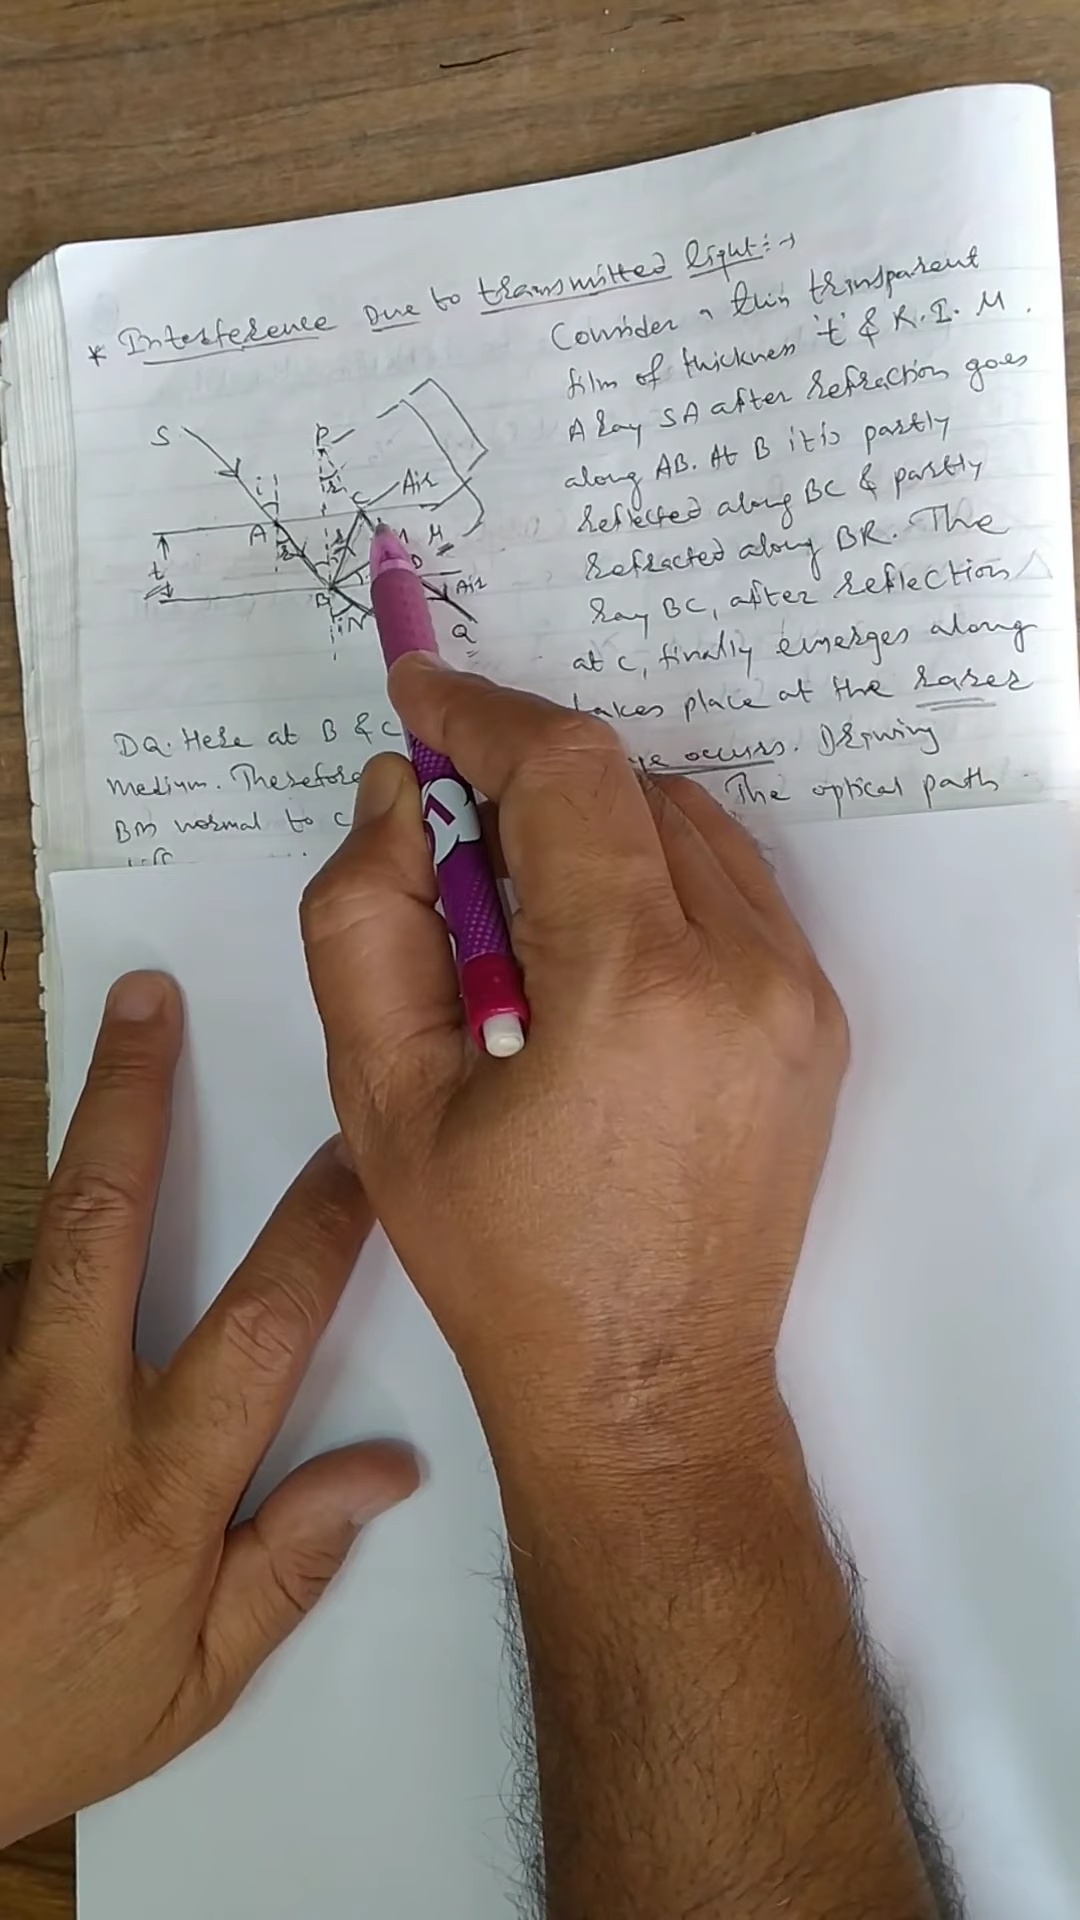 * Interference Due to transmitted light :→
Consider a thin trinsparent
film of thickness 't' & R.I. μ.
A Ray SA after refraction goes
along AB. At B it is partly
Reflected along BC & partly
Refracted along BR. The
Ray BC, after reflection
at C, finally emerges along
DQ. Here at B & C takes place at the rarer
medium. Therefore occurs. Drawing
BM normal to C The optical path
S
P
i
r
C
Air
A
r
r
M
μ
t
D
B
Air
i
N
Q